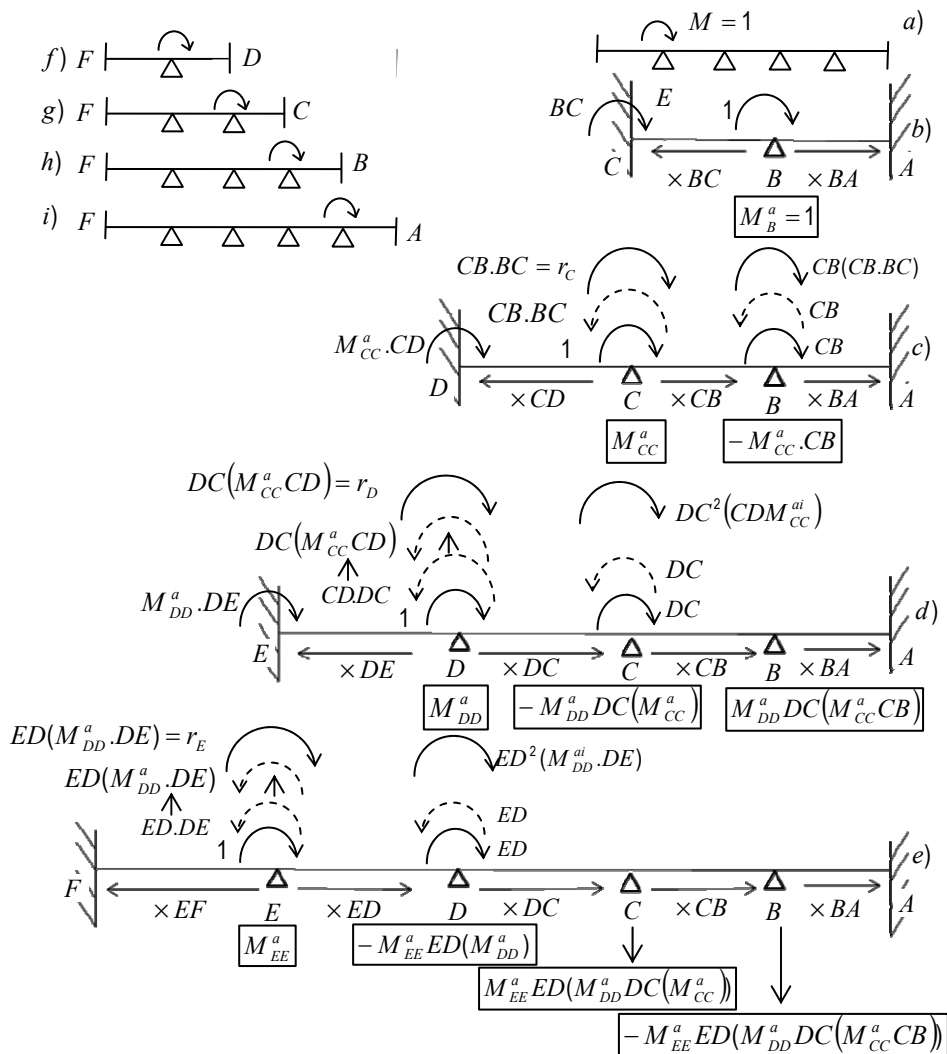 M = 1 a)
f) F D
g) F C
h) F B
i) F A
E
BC 1 b)
C × BC B × BA A
M_B^a = 1
CB.BC = r_C CB(CB.BC)
CB.BC CB
M_CC^a .CD 1 CB c)
D × CD C × CB B × BA A
M_CC^a − M_CC^a .CB
DC(M_CC^a CD) = r_D DC²(CDM_CC^ai)
DC(M_CC^a CD) DC
CD.DC
M_DD^a .DE 1 DC d)
E × DE D × DC C × CB B × BA A
M_DD^a − M_DD^a DC(M_CC^a) M_DD^a DC(M_CC^a CB)
ED(M_DD^a .DE) = r_E ED²(M_DD^ai .DE)
ED(M_DD^a .DE)
ED.DE ED
1 ED e)
F × EF E × ED D × DC C × CB B × BA A
M_EE^a − M_EE^a ED(M_DD^a)
M_EE^a ED(M_DD^a DC(M_CC^a))
− M_EE^a ED(M_DD^a DC(M_CC^a CB))